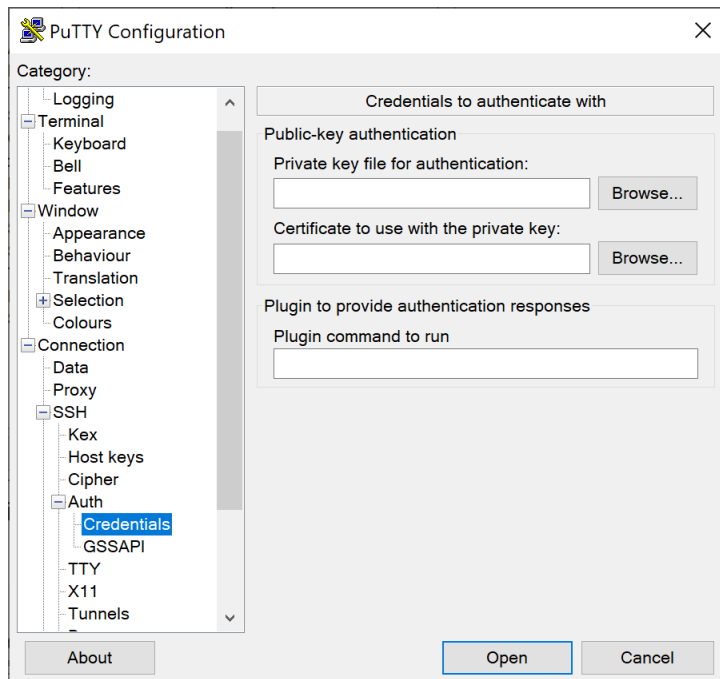 PuTTY Configuration
Category:
Logging
Terminal
Keyboard
Bell
Features
Window
Appearance
Behaviour
Translation
Selection
Colours
Connection
Data
Proxy
SSH
Kex
Host keys
Cipher
Auth
Credentials
GSSAPI
TTY
X11
Tunnels
Credentials to authenticate with
Public-key authentication
Private key file for authentication:
Browse...
Certificate to use with the private key:
Browse...
Plugin to provide authentication responses
Plugin command to run
About
Open
Cancel